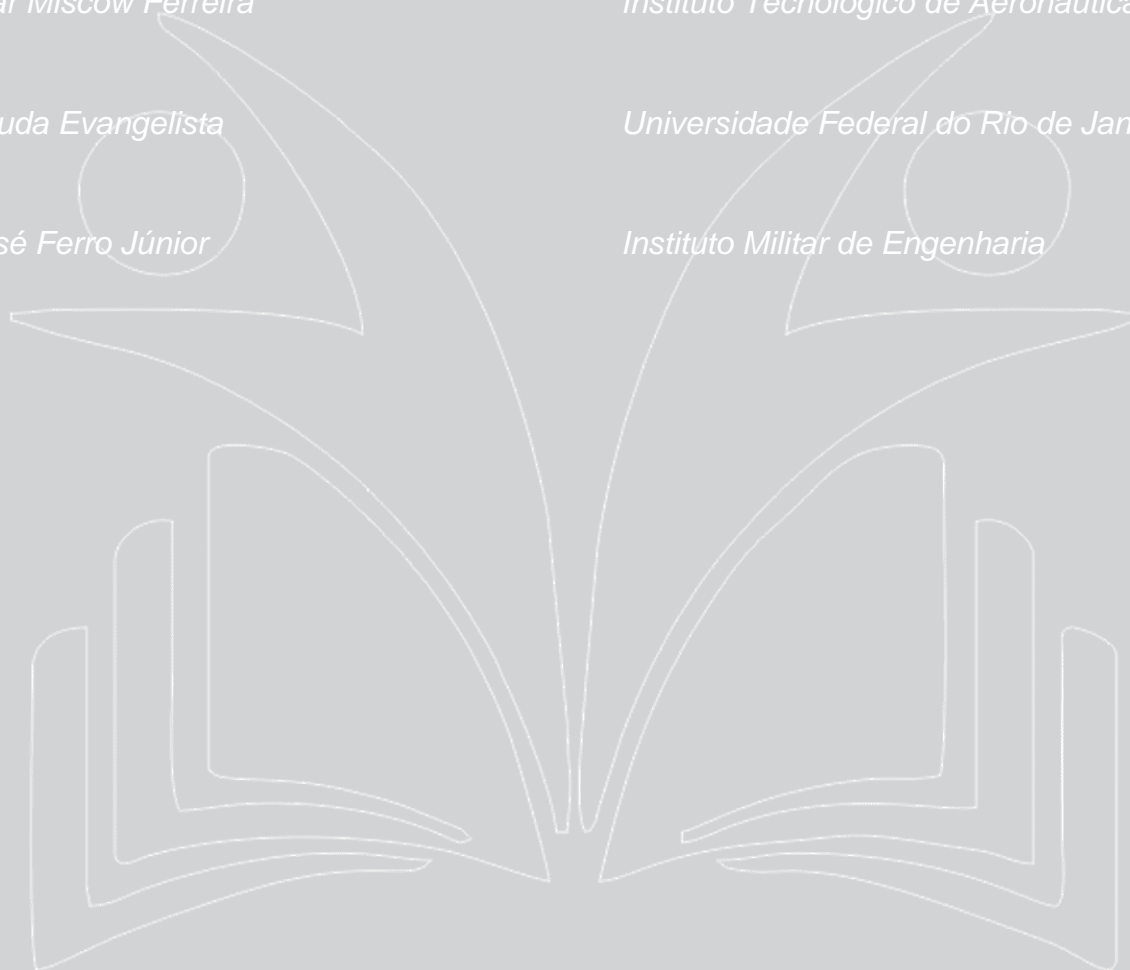 Miscow Ferreira Instituto Tecnológico de Aeronáutica
Evangelista Universidade Federal do Rio de
Ferro Júnior Instituto Militar de Engenharia